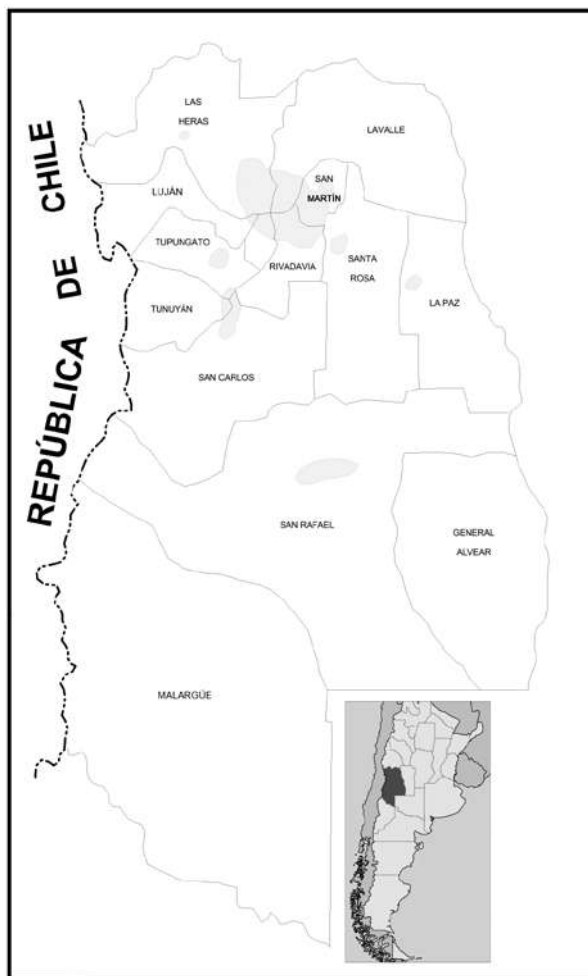 REPÚBLICA DE CHILE
LAS
HERAS
LAVALLE
LUJÁN
SAN
MARTÍN
TUPUNGATO
RIVADAVIA
SANTA
ROSA
TUNUYÁN
LA PAZ
SAN CARLOS
SAN RAFAEL
GENERAL
ALVEAR
MALARGÜE